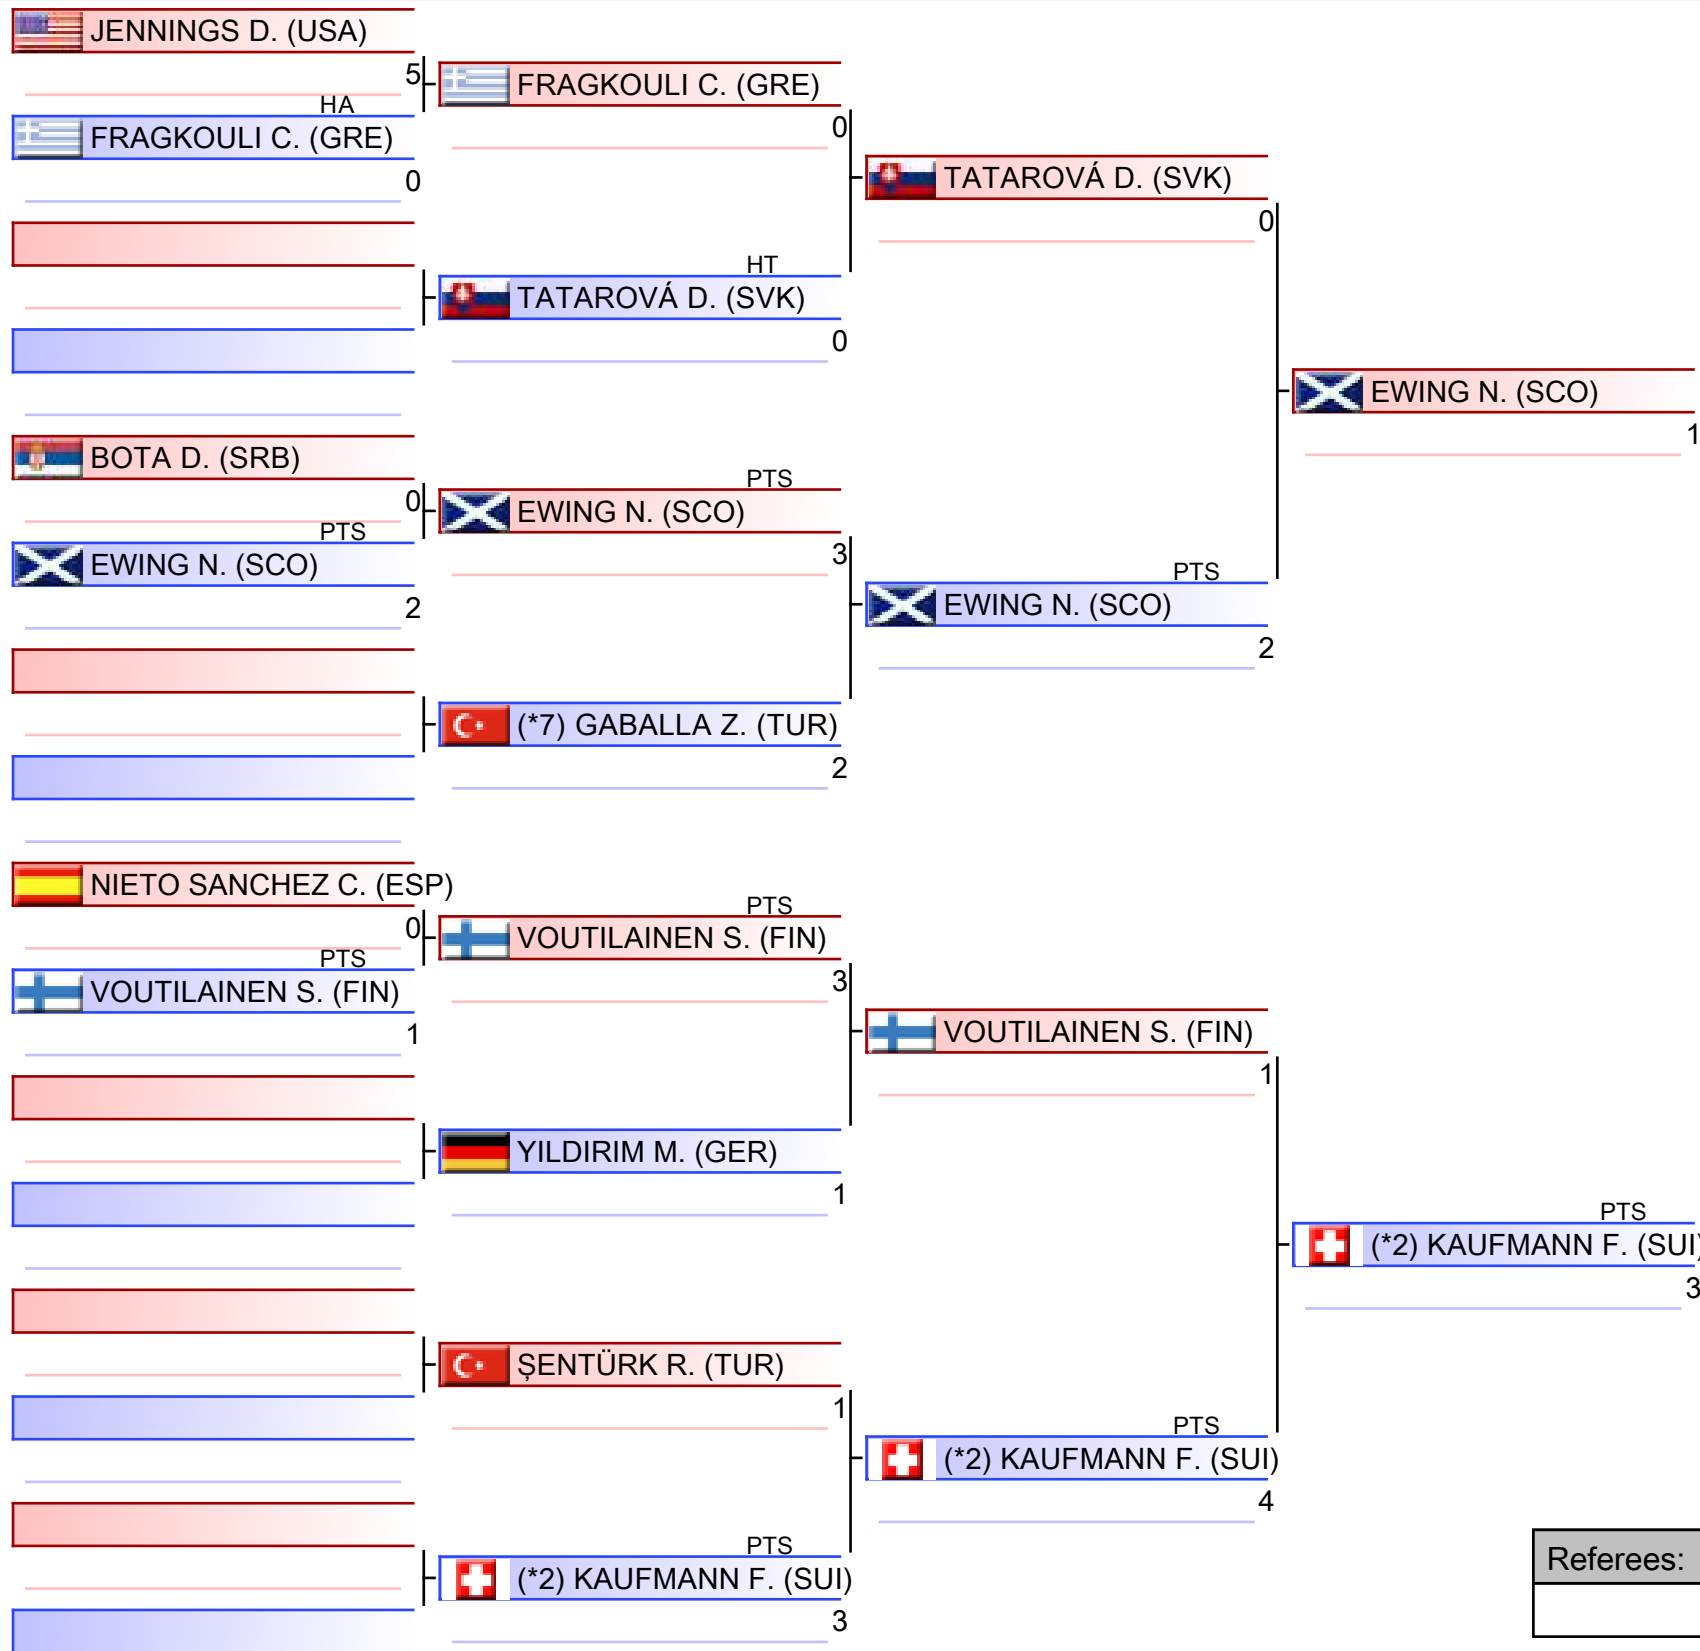 JENNINGS D. (USA)
5
HA
FRAGKOULI C. (GRE)
0
BOTA D. (SRB)
0
PTS
EWING N. (SCO)
2
NIETO SANCHEZ C. (ESP)
0
PTS
VOUTILAINEN S. (FIN)
1
FRAGKOULI C. (GRE)
0
HT
TATAROVÁ D. (SVK)
0
PTS
EWING N. (SCO)
3
(*7) GABALLA Z. (TUR)
2
PTS
VOUTILAINEN S. (FIN)
3
YILDIRIM M. (GER)
1
ŞENTÜRK R. (TUR)
1
PTS
(*2) KAUFMANN F. (SUI)
3
TATAROVÁ D. (SVK)
0
PTS
EWING N. (SCO)
2
VOUTILAINEN S. (FIN)
1
PTS
(*2) KAUFMANN F. (SUI)
4
EWING N. (SCO)
1
PTS
(*2) KAUFMANN F. (SUI)
3
Referees: